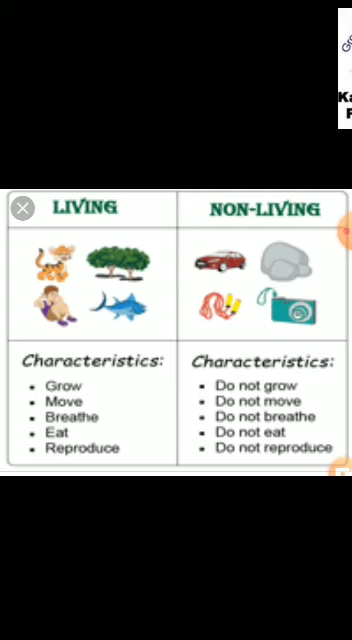 LIVING
NON-LIVING
Characteristics:
Grow
Move
Breathe
Eat
Reproduce
Characteristics:
Do not grow
Do not move
Do not breathe
Do not eat
Do not reproduce